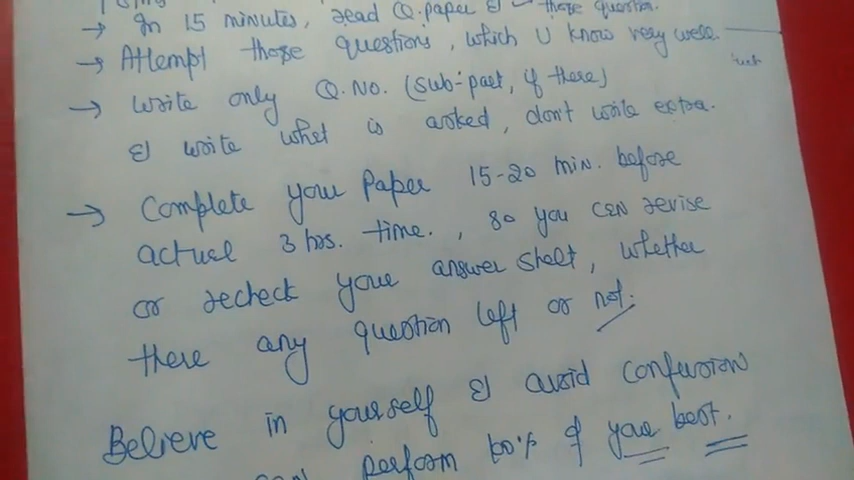 → In 15 minutes, read Q.paper & those question.
→ Attempt those questions, which U know very well.
→ Write only Q.No. (sub-part, if there)
& write what is asked, don't write extra.
→ Complete your Paper 15-20 min. before
actual 3 hrs. time., so you can revise
or recheck your answer sheet, whether
there any question left or not.
Believe in yourself & avoid confusion
can perform 100% of your best.